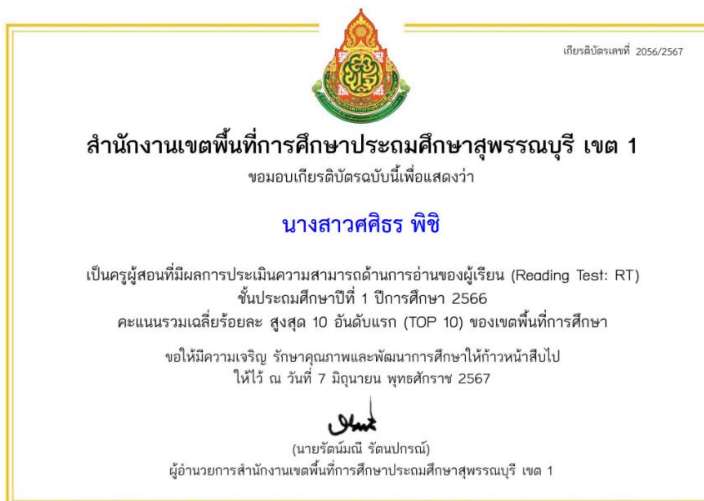 เกียรติบัตรเลขที่ 2056/2567
สำนักงานเขตพื้นที่การศึกษาประถมศึกษาสุพรรณบุรี เขต 1
ขอมอบเกียรติบัตรฉบับนี้เพื่อแสดงว่า
นางสาวศศิธร พิชิ
เป็นครูผู้สอนที่มีผลการประเมินความสามารถด้านการอ่านของผู้เรียน (Reading Test: RT)
ชั้นประถมศึกษาปีที่ 1 ปีการศึกษา 2566
คะแนนรวมเฉลี่ยร้อยละ สูงสุด 10 อันดับแรก (TOP 10) ของเขตพื้นที่การศึกษา
ขอให้มีความเจริญ รักษาคุณภาพและพัฒนาการศึกษาให้ก้าวหน้าสืบไป
ให้ไว้ ณ วันที่ 7 มิถุนายน พุทธศักราช 2567
(นายรัตน์มณี รัตนปกรณ์)
ผู้อำนวยการสำนักงานเขตพื้นที่การศึกษาประถมศึกษาสุพรรณบุรี เขต 1